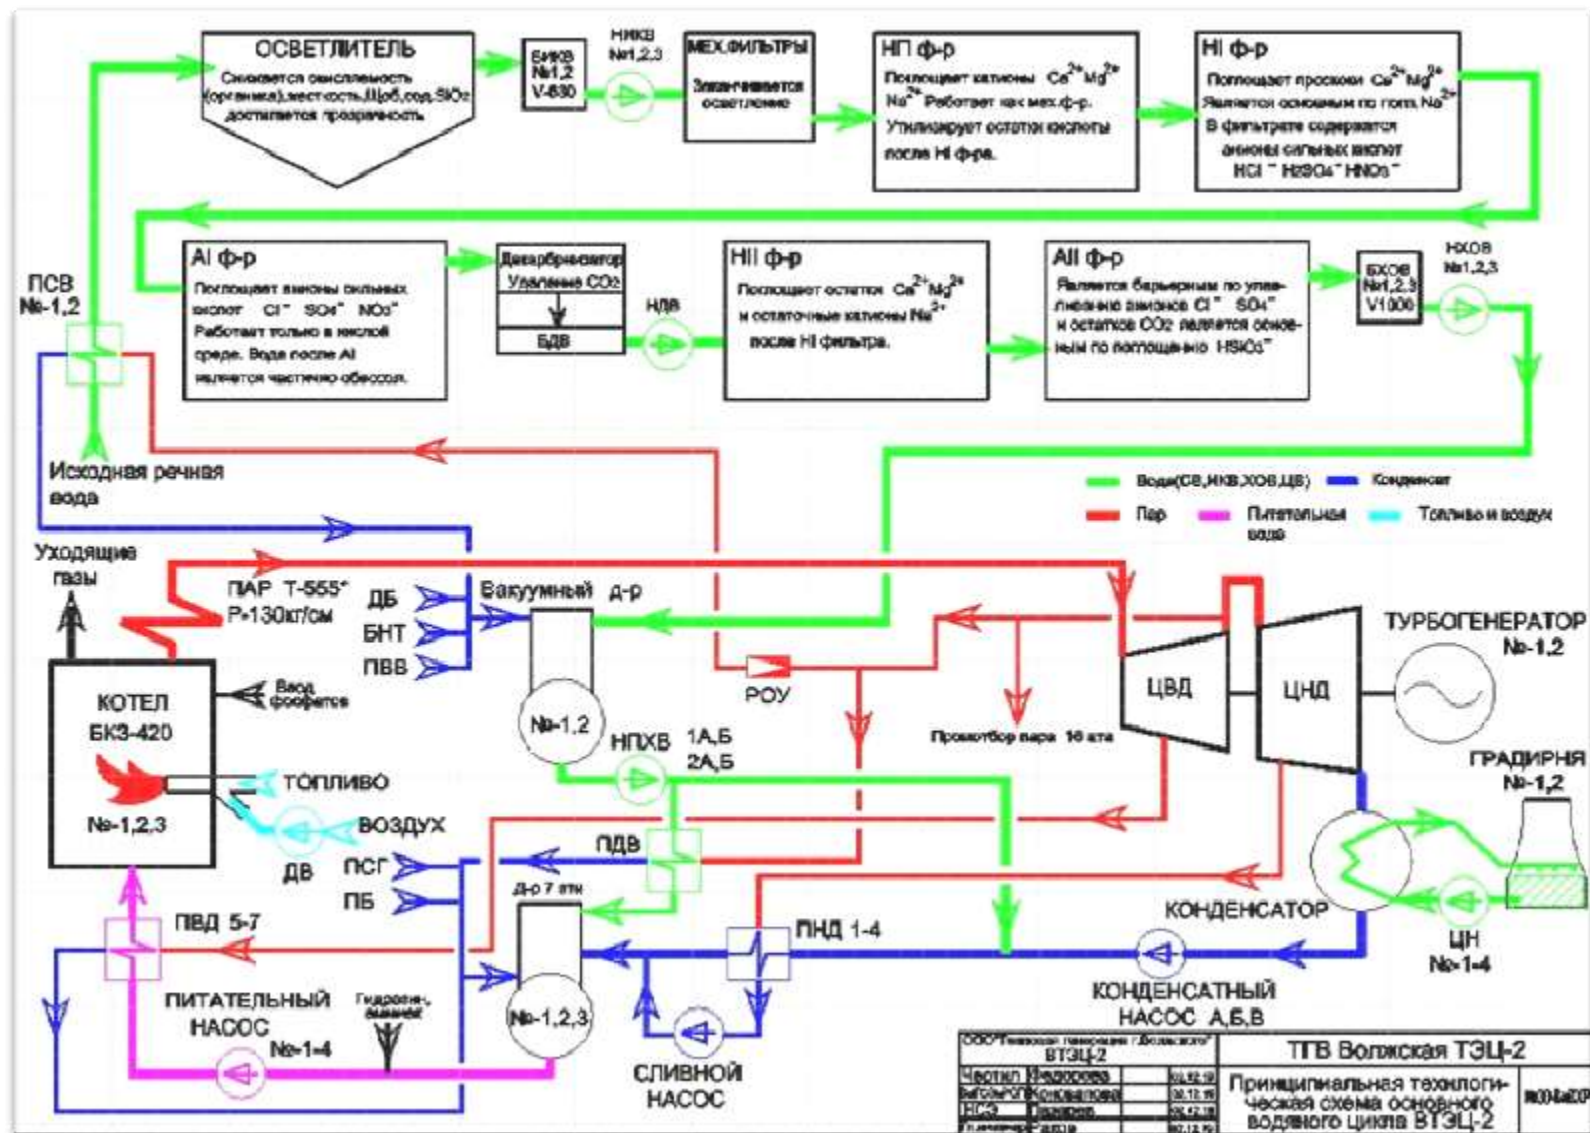 ОСВЕТЛИТЕЛЬ
Снижается окисляемость
(органика), жесткость, Щоб, сод. SiO2
достигается прозрачность
БИКВ
№1,2
V-630
НИКВ
№1,2,3
МЕХ.ФИЛЬТРЫ
Заканчивается
осветление
НП ф-р
Поглощает катионы Ca2+ Mg2+
Na2+ Работает как мех.ф-р.
Утилизирует остатки кислоты
после НI ф-ра.
НI ф-р
Поглощает проскоки Ca2+ Mg2+
Является основным по погл. Na2+
В фильтрате содержатся
анионы сильных кислот
HCl- H2SO4- HNO3-
ПСВ
№-1,2
АI ф-р
Поглощает анионы сильных
кислот Cl- SO4- NO3-
Работает только в кислой
среде. Вода после АI
является частично обессол.
Декарбонизатор
Удаление CO2
БДВ
НДВ
НII ф-р
Поглощает остатки Ca2+ Mg2+
и остаточные катионы Na2+
после НI фильтра.
АII ф-р
Является барьерным по улав-
ливанию анионов Cl- SO4-
и остатков CO2 является основ-
ным по поглощению HSiO3-
БХОВ
№1,2,3
V1000
НХОВ
№1,2,3
Исходная речная
вода
Вода(СВ,ИКВ,ХОВ,ЦВ)
Конденсат
Пар
Питательная
вода
Топливо и воздух
Уходящие
газы
ПАР Т-555°
Р-130кг/см
ДБ
БНТ
ПВВ
Вакуумный д-р
№-1,2
РОУ
Промотбор пара 16 ата
ЦВД
ЦНД
ТУРБОГЕНЕРАТОР
№-1,2
КОТЕЛ
БКЗ-420
№-1,2,3
Ввод
фосфатов
ТОПЛИВО
ВОЗДУХ
ДВ
НПХВ
1А,Б
2А,Б
ГРАДИРНЯ
№-1,2
ПСГ
ПБ
ПДВ
Д-р 7 ати
№-1,2,3
ПВД 5-7
ПНД 1-4
КОНДЕНСАТОР
ЦН
№-1-4
ПИТАТЕЛЬНЫЙ
НАСОС
№-1-4
СЛИВНОЙ
НАСОС
КОНДЕНСАТНЫЙ
НАСОС А,Б,В
ВТЭЦ-2
Чертил Федорова
Коновалова
НСЭ
ТГВ Волжская ТЭЦ-2
Принципиальная технологи-
ческая схема основного
водяного цикла ВТЭЦ-2